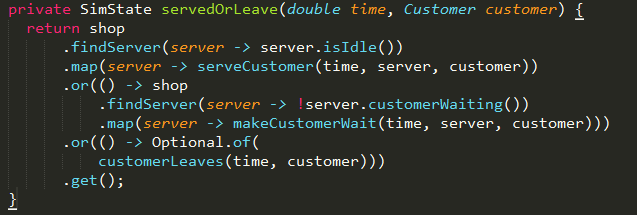 private SimState servedOrLeave(double time, Customer customer) {
  return shop
    .findServer(server -> server.isIdle())
    .map(server -> serveCustomer(time, server, customer))
    .or(() -> shop
      .findServer(server -> !server.customerWaiting())
      .map(server -> makeCustomerWait(time, server, customer)))
    .or(() -> Optional.of(
      customerLeaves(time, customer)))
    .get();
}